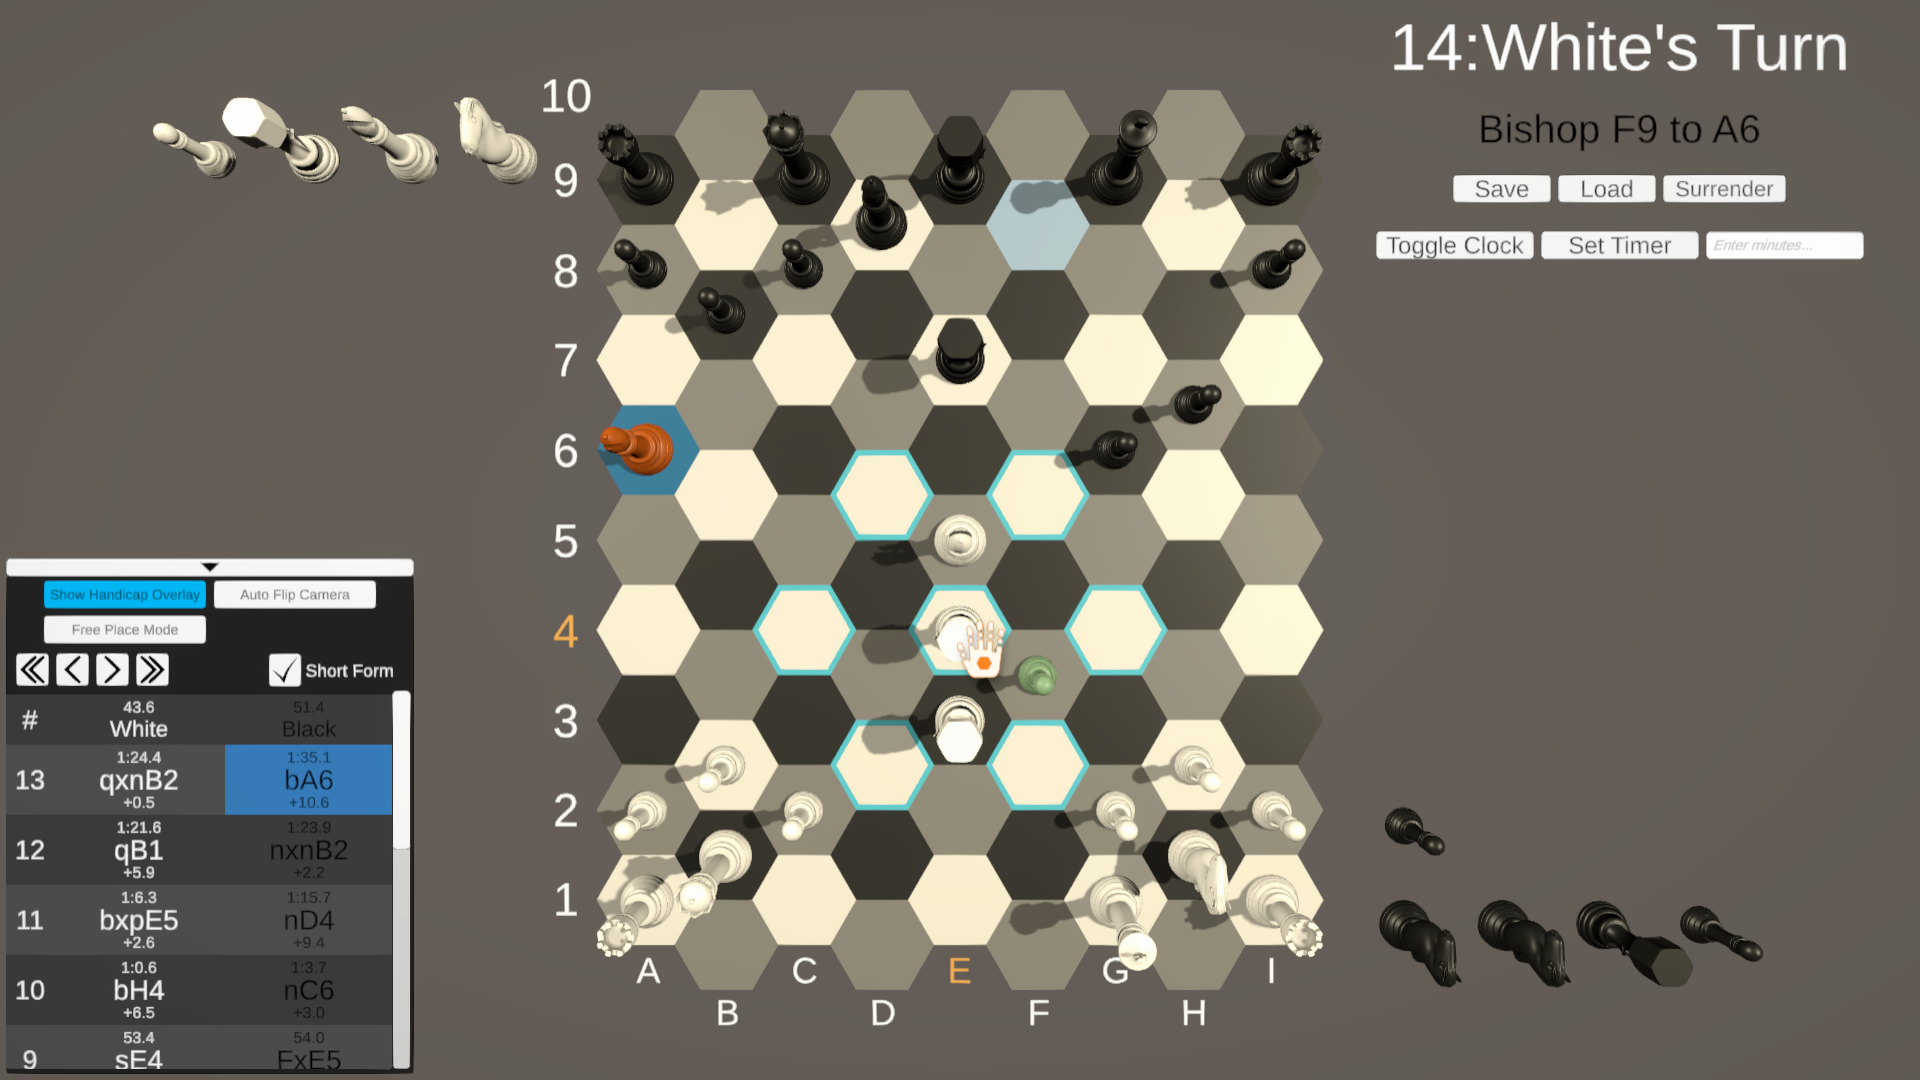 14:White's Turn
Bishop F9 to A6
Save Load Surrender
Toggle Clock Set Timer Enter minutes...
10
9
8
7
6
5
4
3
2
1
A C E G I
B D F H
Show Handicap Overlay Auto Flip Camera
Free Place Mode
Short Form
# 43.6 51.4
White Black
1:24.4 1:35.1
13 qxnB2 bA6
+0.5 +10.6
1:21.6 1:23.9
12 qB1 nxnB2
+5.9 +2.2
1:6.3 1:15.7
11 bxpE5 nD4
+2.6 +9.4
1:0.6 1:3.7
10 bH4 nC6
+6.5 +3.0
53.4 54.0
9 sE4 FxE5